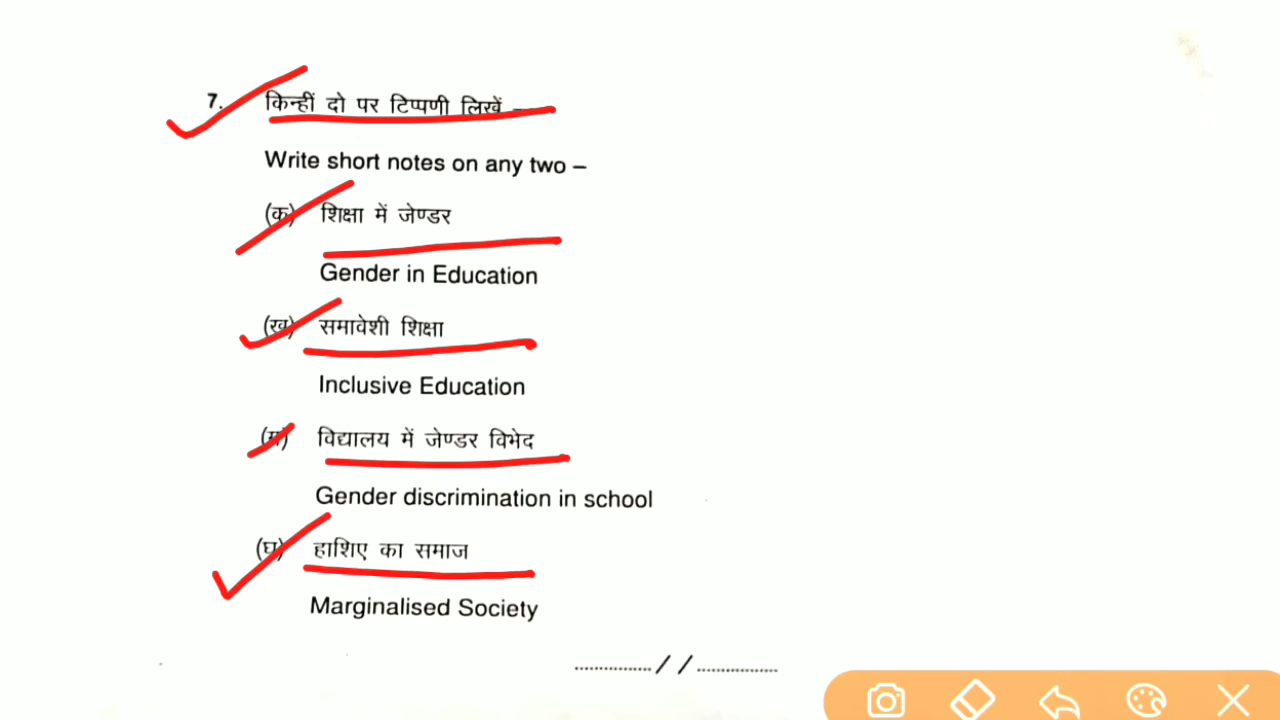 7. किन्हीं दो पर टिप्पणी लिखें –
Write short notes on any two –
(क) शिक्षा में जेण्डर
Gender in Education
(ख) समावेशी शिक्षा
Inclusive Education
(ग) विद्यालय में जेण्डर विभेद
Gender discrimination in school
(घ) हाशिए का समाज
Marginalised Society
................/ /.................